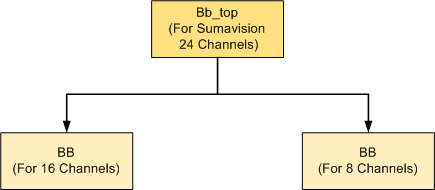 Bb_top
(For Sumavision
24 Channels)
BB
(For 16 Channels)
BB
(For 8 Channels)